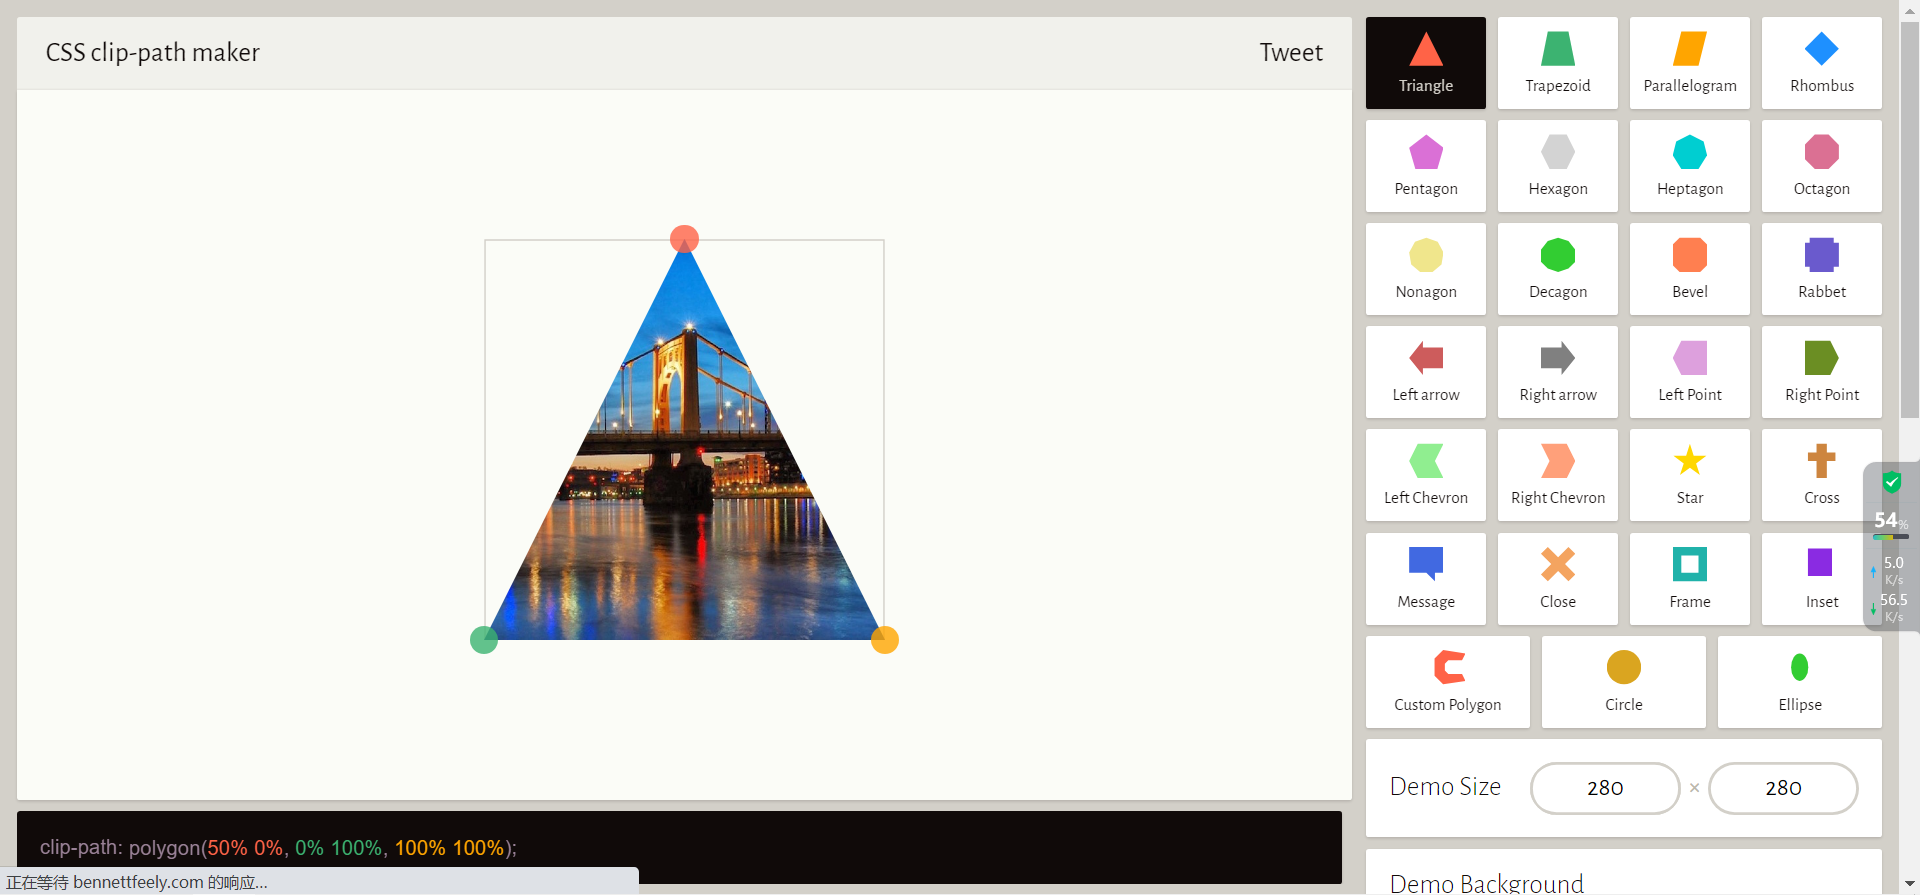 CSS clip-path maker
Tweet
Triangle
Trapezoid
Parallelogram
Rhombus
Pentagon
Hexagon
Heptagon
Octagon
Nonagon
Decagon
Bevel
Rabbet
Left arrow
Right arrow
Left Point
Right Point
Left Chevron
Right Chevron
Star
Cross
Message
Close
Frame
Inset
Custom Polygon
Circle
Ellipse
54%
5.0
K/s
56.5
K/s
Demo Size
280 × 280
Demo Background
clip-path: polygon(50% 0%, 0% 100%, 100% 100%);
正在等待 bennettfeely.com 的响应...